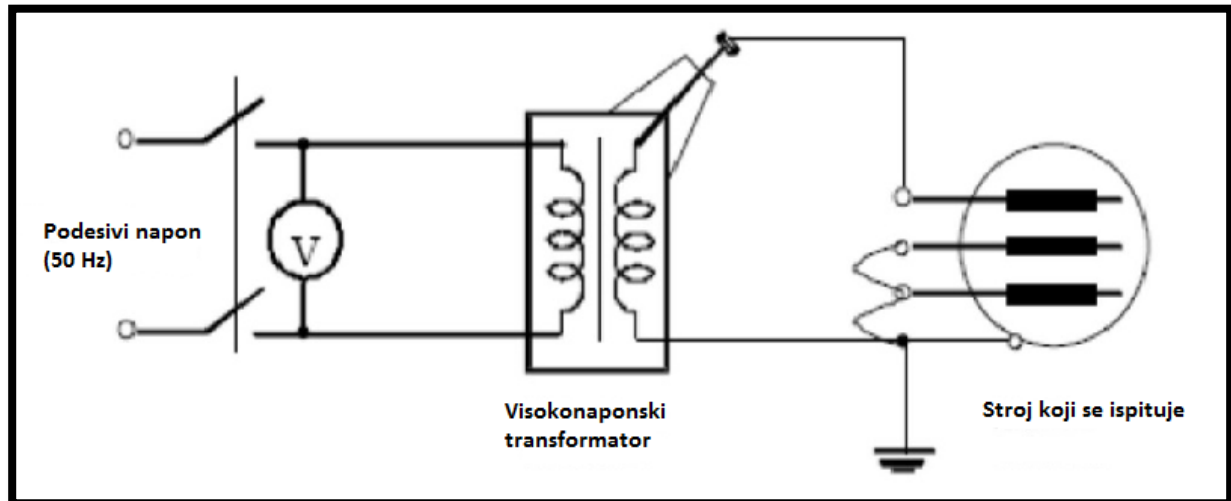 Podesivi napon
(50 Hz)
V
Visokonaponski
transformator
Stroj koji se ispituje